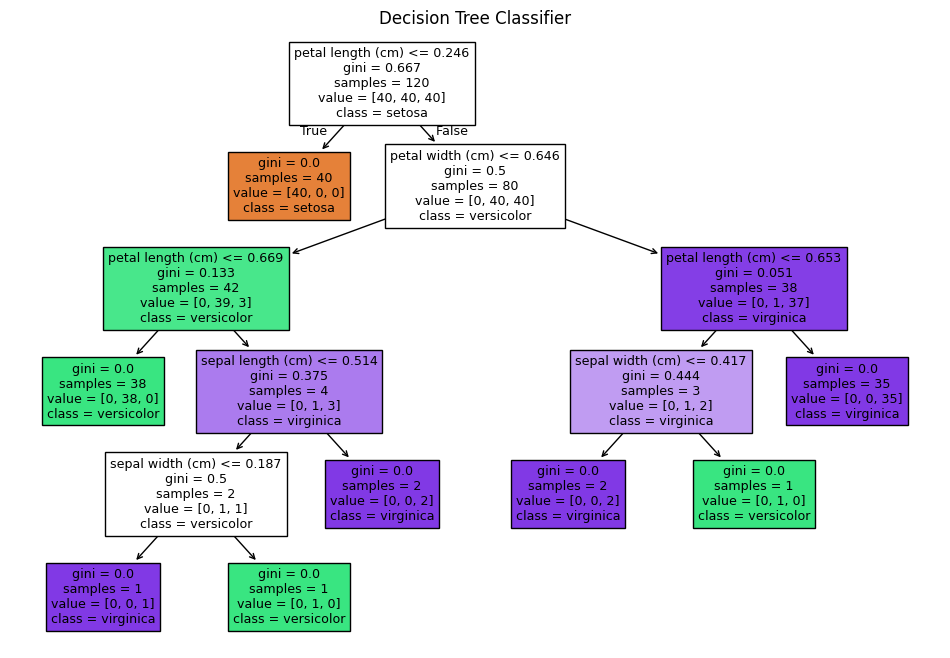 Decision Tree Classifier
petal length (cm) <= 0.246
gini = 0.667
samples = 120
value = [40, 40, 40]
class = setosa
True
False
gini = 0.0
samples = 40
value = [40, 0, 0]
class = setosa
petal width (cm) <= 0.646
gini = 0.5
samples = 80
value = [0, 40, 40]
class = versicolor
petal length (cm) <= 0.669
gini = 0.133
samples = 42
value = [0, 39, 3]
class = versicolor
petal length (cm) <= 0.653
gini = 0.051
samples = 38
value = [0, 1, 37]
class = virginica
gini = 0.0
samples = 38
value = [0, 38, 0]
class = versicolor
sepal length (cm) <= 0.514
gini = 0.375
samples = 4
value = [0, 1, 3]
class = virginica
sepal width (cm) <= 0.417
gini = 0.444
samples = 3
value = [0, 1, 2]
class = virginica
gini = 0.0
samples = 35
value = [0, 0, 35]
class = virginica
sepal width (cm) <= 0.187
gini = 0.5
samples = 2
value = [0, 1, 1]
class = versicolor
gini = 0.0
samples = 2
value = [0, 0, 2]
class = virginica
gini = 0.0
samples = 2
value = [0, 0, 2]
class = virginica
gini = 0.0
samples = 1
value = [0, 1, 0]
class = versicolor
gini = 0.0
samples = 1
value = [0, 0, 1]
class = virginica
gini = 0.0
samples = 1
value = [0, 1, 0]
class = versicolor